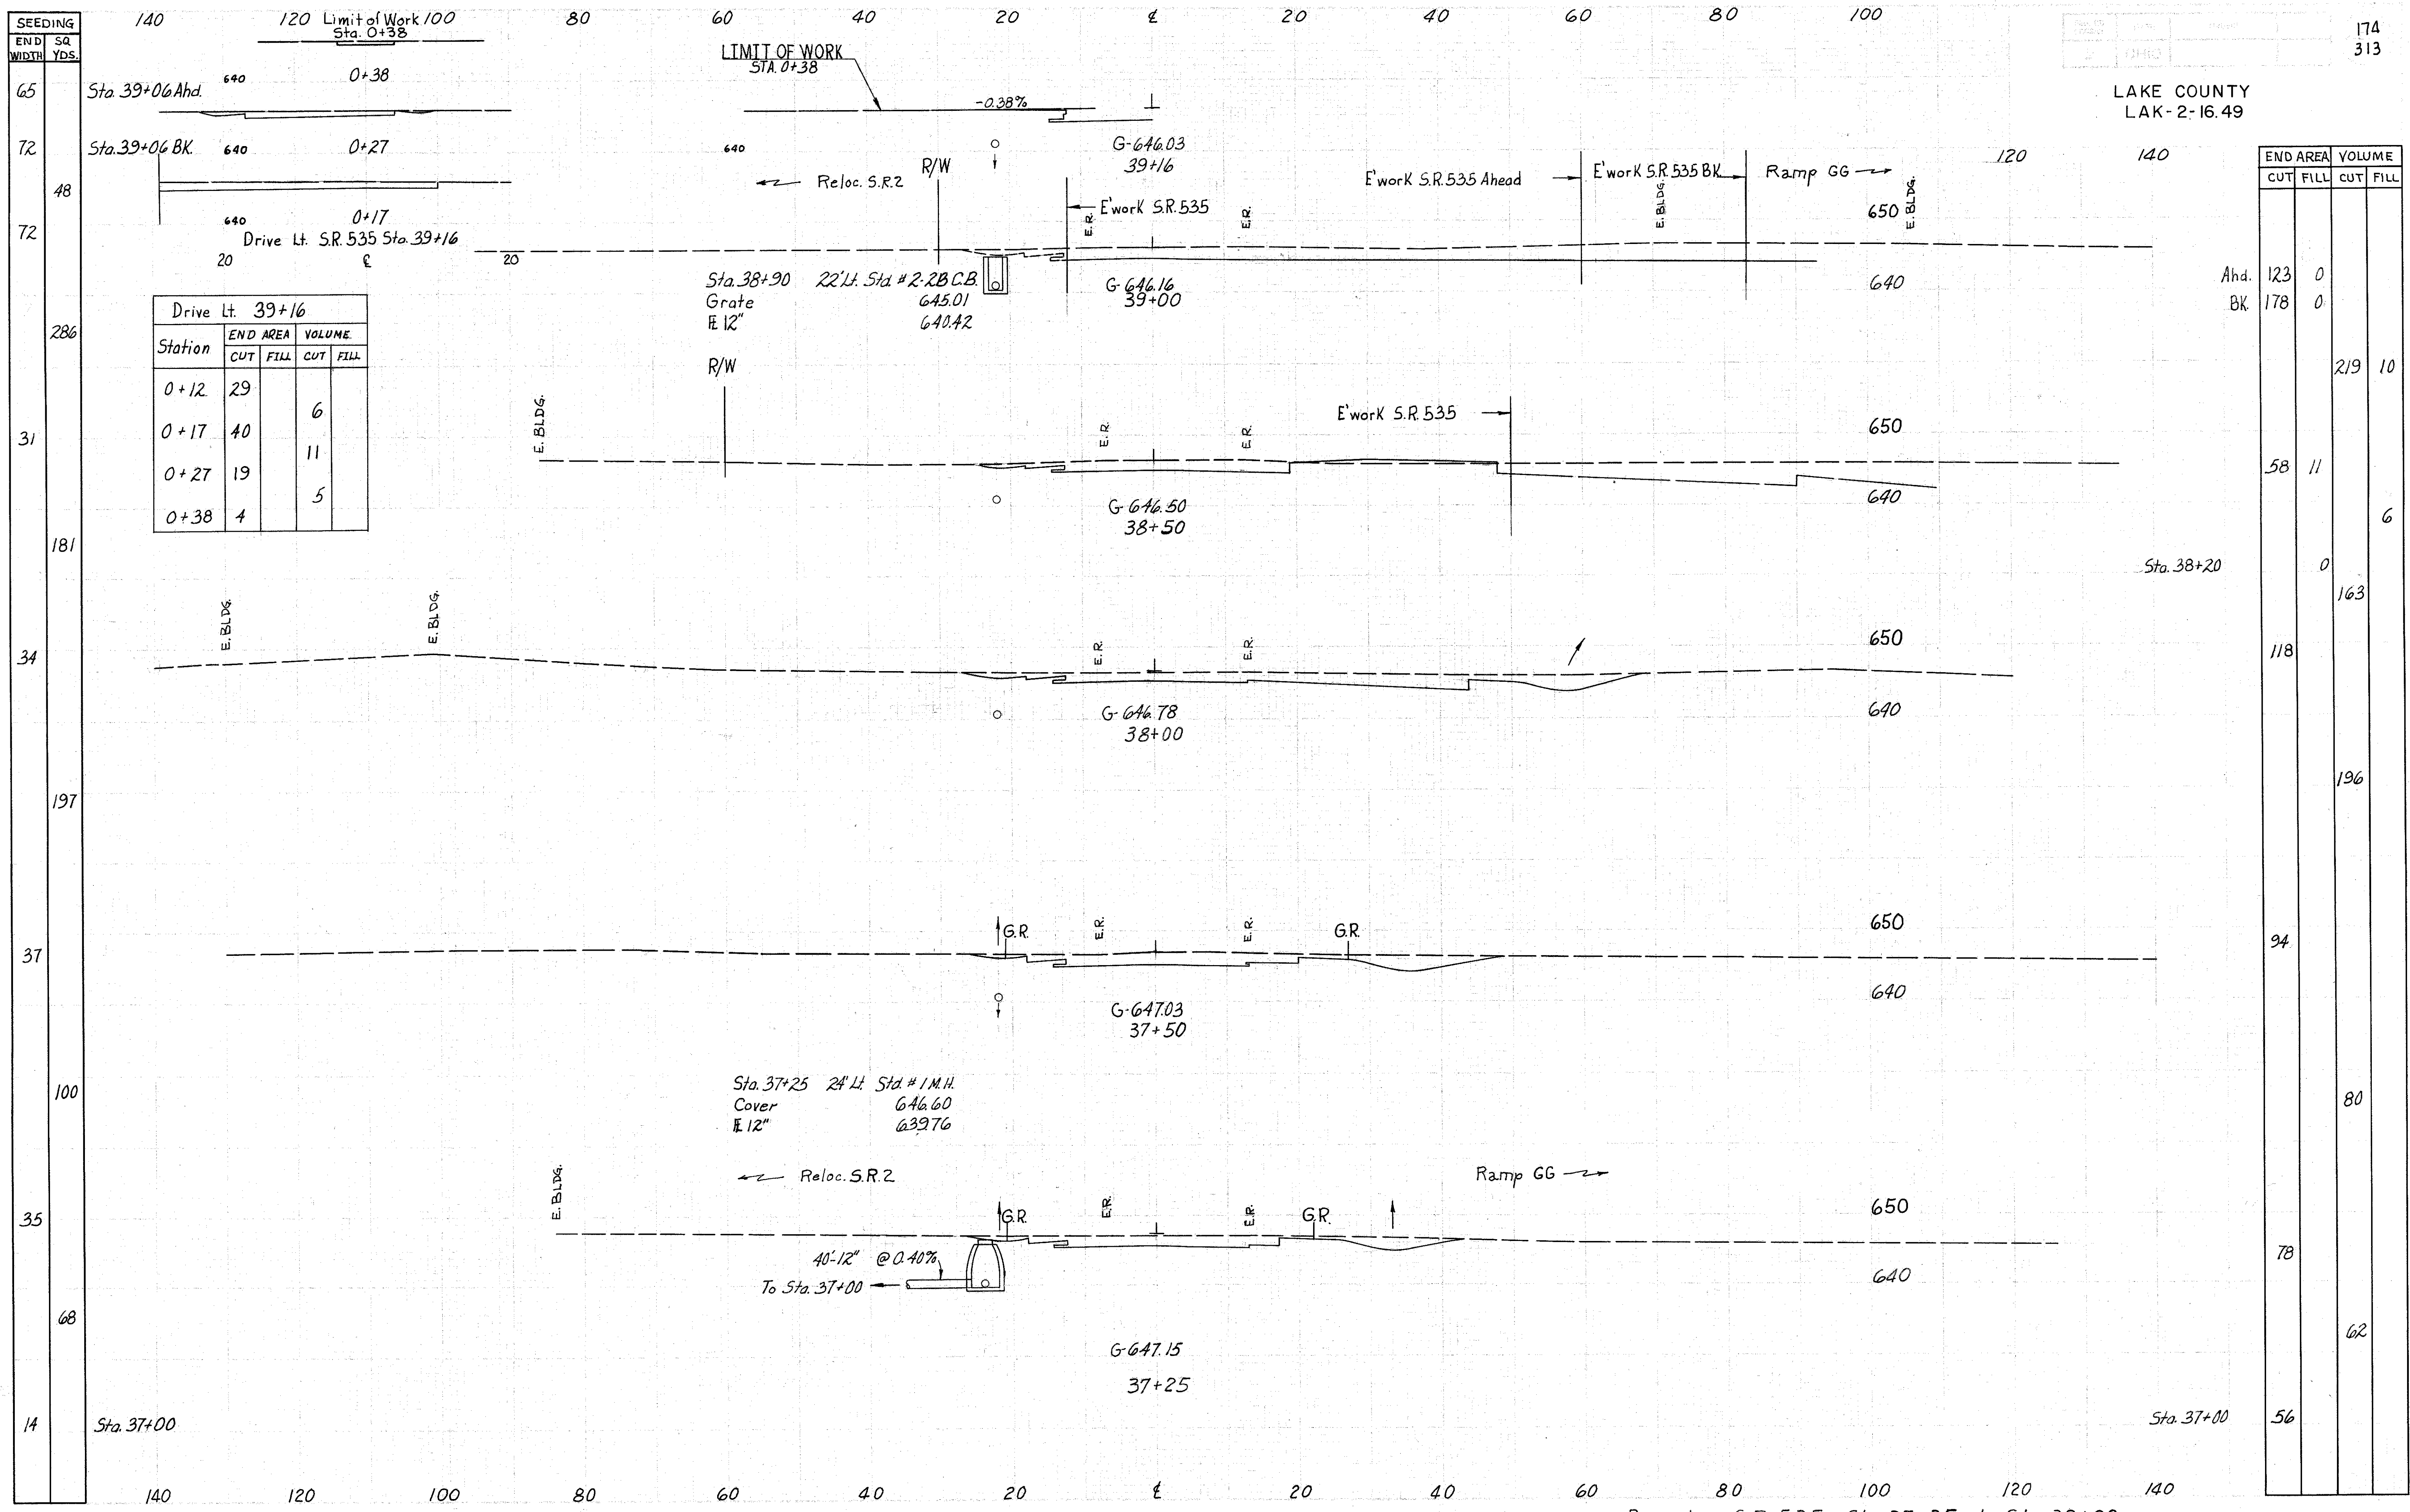 140 120 100 80 60 40 20 ℄ 20 40 60 80 100
174
313
LAKE COUNTY
LAK-2-16.49
SEEDING
END WIDTH SQ YDS.
65
72
48
72
286
31
181
34
197
37
100
35
68
14
Limit of Work
Sta. 0+38
640 0+38
Sta. 39+06 Ahd.
Sta. 39+06 BK. 640 0+27
640 0+17
Drive Lt. S.R. 535 Sta. 39+16
20 ℄ 20
LIMIT OF WORK
STA. 0+38
-0.38%
640
G-646.03
39+16
120 140
Drive Lt. 39+16
Station END AREA VOLUME
CUT FILL CUT FILL
0+12 29
6
0+17 40
11
0+27 19
5
0+38 4
Reloc. S.R.2
R/W
E'work S.R. 535
E.R.
E.R.
E'work S.R. 535 Ahead
E'work S.R. 535 BK.
Ramp GG
E. BLDG.
E. BLDG.
650
640
Sta. 38+90 22' Lt. Std. #2-2B C.B.
Grate 645.01
FL 12" 640.42
G-646.16
39+00
R/W
E. BLDG.
E.R.
E.R.
E'work S.R. 535
650
640
G-646.50
38+50
Sta. 38+20
E. BLDG.
E. BLDG.
E.R.
E.R.
650
640
G-646.78
38+00
G.R.
E.R.
E.R.
G.R.
650
640
G-647.03
37+50
Sta. 37+25 24' Lt. Std. #1 M.H.
Cover 646.60
FL 12" 639.76
E. BLDG.
Reloc. S.R.2
Ramp GG
G.R.
E.R.
E.R.
G.R.
650
640
40'-12" @ 0.40%
To Sta. 37+00
G-647.15
37+25
Sta. 37+00
Sta. 37+00
END AREA VOLUME
CUT FILL CUT FILL
Ahd. 123 0
BK. 178 0
219 10
58 11
6
0
163
118
196
94
80
78
62
56
140 120 100 80 60 40 20 ℄ 20 40 60 80 100 120 140